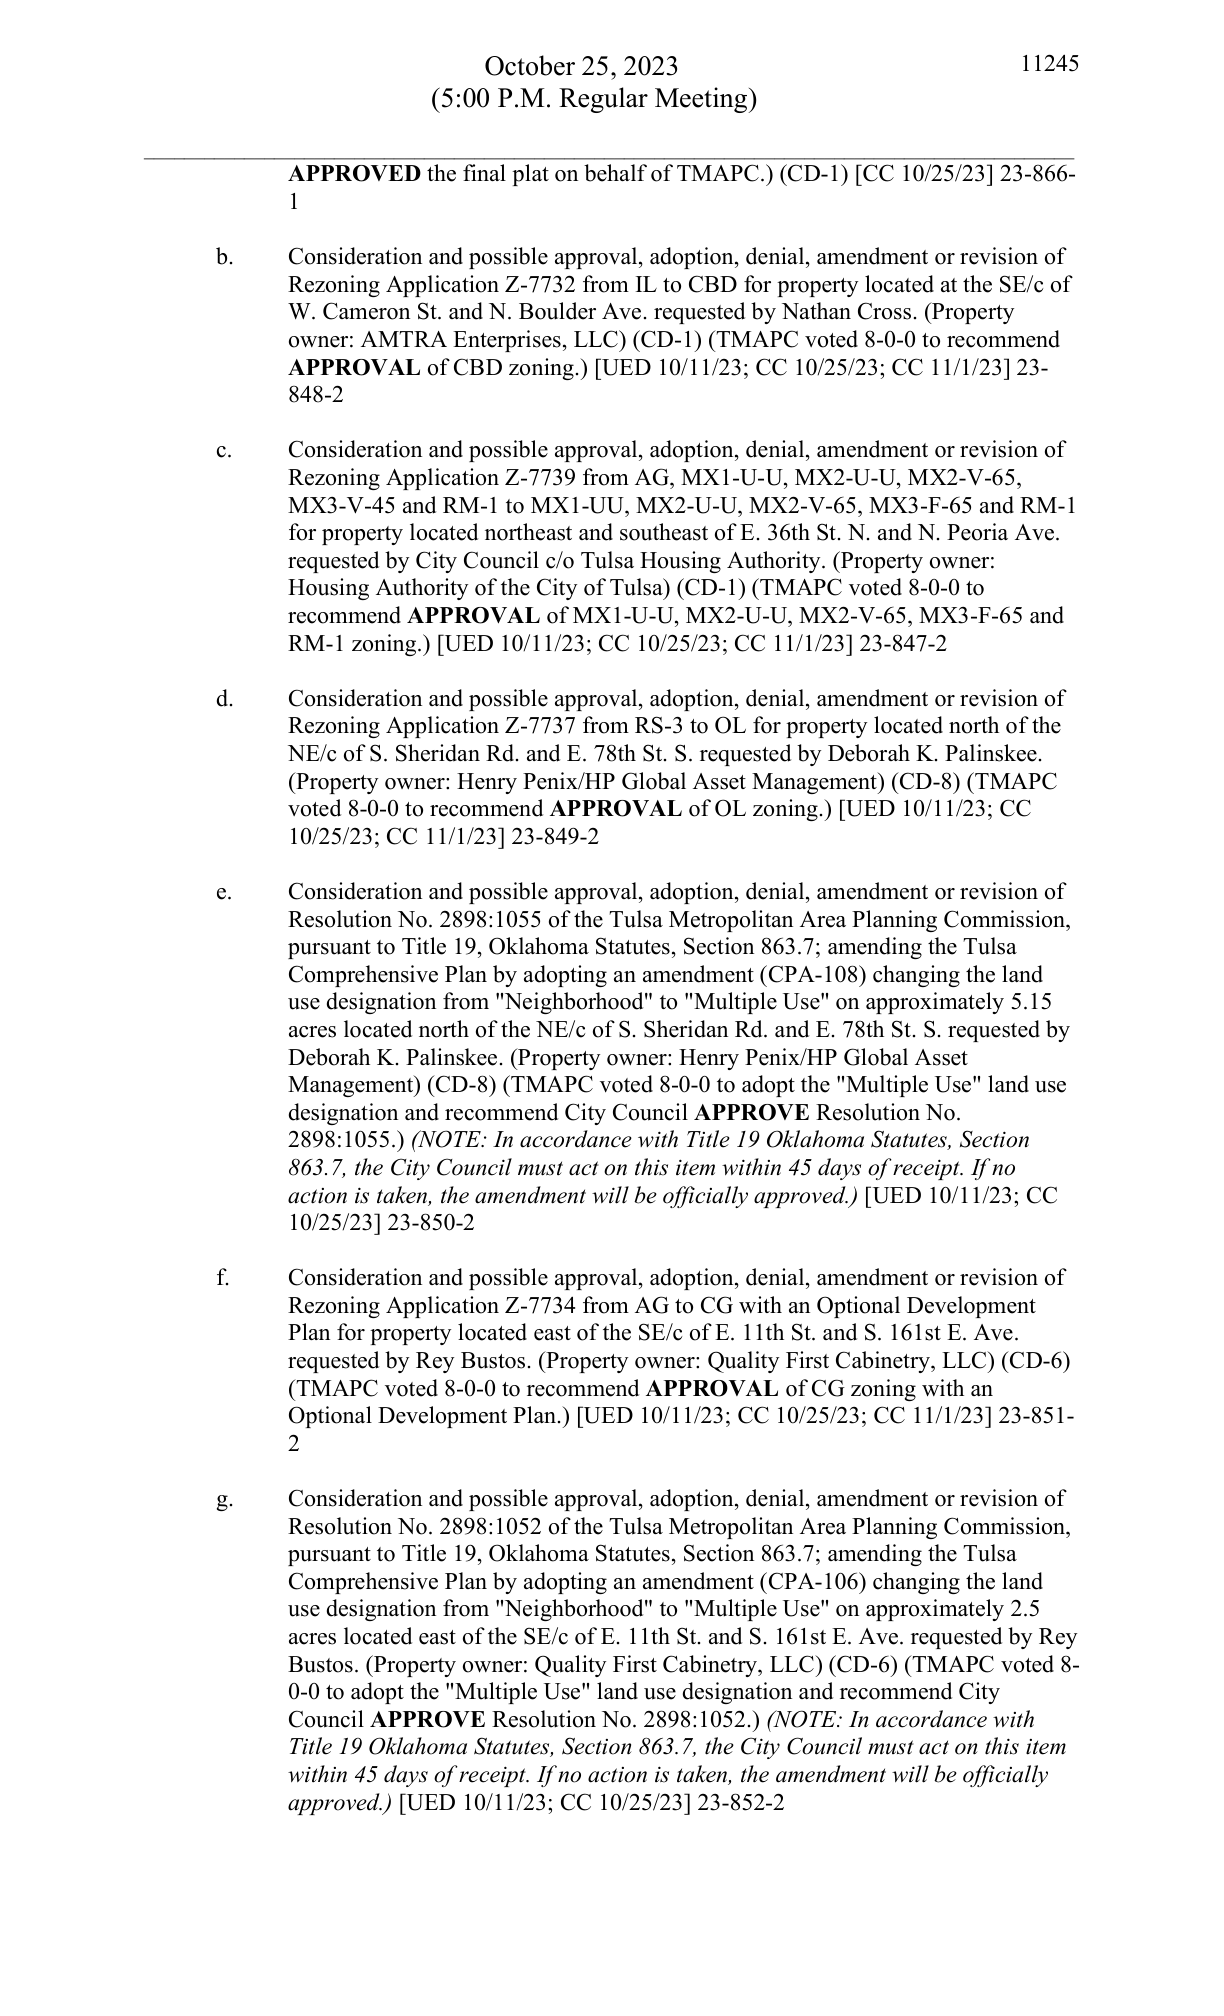 October 25, 2023
11245
(5:00 P.M. Regular Meeting)
APPROVED the final plat on behalf of TMAPC.) (CD-1) [CC 10/25/23] 23-866-
1
b. Consideration and possible approval, adoption, denial, amendment or revision of
Rezoning Application Z-7732 from IL to CBD for property located at the SE/c of
W. Cameron St. and N. Boulder Ave. requested by Nathan Cross. (Property
owner: AMTRA Enterprises, LLC) (CD-1) (TMAPC voted 8-0-0 to recommend
APPROVAL of CBD zoning.) [UED 10/11/23; CC 10/25/23; CC 11/1/23] 23-
848-2
c. Consideration and possible approval, adoption, denial, amendment or revision of
Rezoning Application Z-7739 from AG, MX1-U-U, MX2-U-U, MX2-V-65,
MX3-V-45 and RM-1 to MX1-UU, MX2-U-U, MX2-V-65, MX3-F-65 and RM-1
for property located northeast and southeast of E. 36th St. N. and N. Peoria Ave.
requested by City Council c/o Tulsa Housing Authority. (Property owner:
Housing Authority of the City of Tulsa) (CD-1) (TMAPC voted 8-0-0 to
recommend APPROVAL of MX1-U-U, MX2-U-U, MX2-V-65, MX3-F-65 and
RM-1 zoning.) [UED 10/11/23; CC 10/25/23; CC 11/1/23] 23-847-2
d. Consideration and possible approval, adoption, denial, amendment or revision of
Rezoning Application Z-7737 from RS-3 to OL for property located north of the
NE/c of S. Sheridan Rd. and E. 78th St. S. requested by Deborah K. Palinskee.
(Property owner: Henry Penix/HP Global Asset Management) (CD-8) (TMAPC
voted 8-0-0 to recommend APPROVAL of OL zoning.) [UED 10/11/23; CC
10/25/23; CC 11/1/23] 23-849-2
e. Consideration and possible approval, adoption, denial, amendment or revision of
Resolution No. 2898:1055 of the Tulsa Metropolitan Area Planning Commission,
pursuant to Title 19, Oklahoma Statutes, Section 863.7; amending the Tulsa
Comprehensive Plan by adopting an amendment (CPA-108) changing the land
use designation from "Neighborhood" to "Multiple Use" on approximately 5.15
acres located north of the NE/c of S. Sheridan Rd. and E. 78th St. S. requested by
Deborah K. Palinskee. (Property owner: Henry Penix/HP Global Asset
Management) (CD-8) (TMAPC voted 8-0-0 to adopt the "Multiple Use" land use
designation and recommend City Council APPROVE Resolution No.
2898:1055.) (NOTE: In accordance with Title 19 Oklahoma Statutes, Section
863.7, the City Council must act on this item within 45 days of receipt. If no
action is taken, the amendment will be officially approved.) [UED 10/11/23; CC
10/25/23] 23-850-2
f. Consideration and possible approval, adoption, denial, amendment or revision of
Rezoning Application Z-7734 from AG to CG with an Optional Development
Plan for property located east of the SE/c of E. 11th St. and S. 161st E. Ave.
requested by Rey Bustos. (Property owner: Quality First Cabinetry, LLC) (CD-6)
(TMAPC voted 8-0-0 to recommend APPROVAL of CG zoning with an
Optional Development Plan.) [UED 10/11/23; CC 10/25/23; CC 11/1/23] 23-851-
2
g. Consideration and possible approval, adoption, denial, amendment or revision of
Resolution No. 2898:1052 of the Tulsa Metropolitan Area Planning Commission,
pursuant to Title 19, Oklahoma Statutes, Section 863.7; amending the Tulsa
Comprehensive Plan by adopting an amendment (CPA-106) changing the land
use designation from "Neighborhood" to "Multiple Use" on approximately 2.5
acres located east of the SE/c of E. 11th St. and S. 161st E. Ave. requested by Rey
Bustos. (Property owner: Quality First Cabinetry, LLC) (CD-6) (TMAPC voted 8-
0-0 to adopt the "Multiple Use" land use designation and recommend City
Council APPROVE Resolution No. 2898:1052.) (NOTE: In accordance with
Title 19 Oklahoma Statutes, Section 863.7, the City Council must act on this item
within 45 days of receipt. If no action is taken, the amendment will be officially
approved.) [UED 10/11/23; CC 10/25/23] 23-852-2